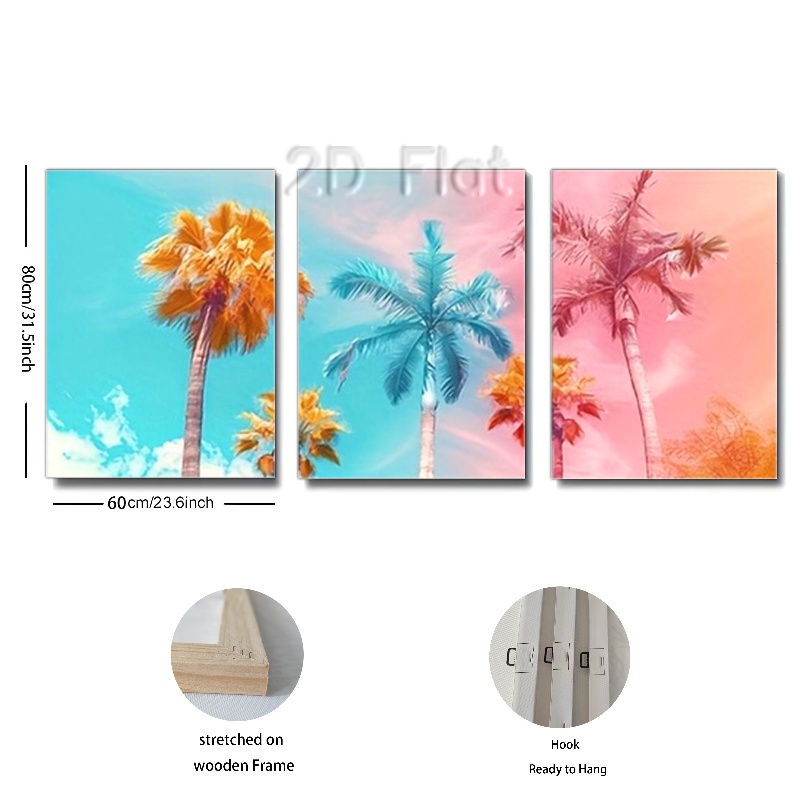 2D Flat
80cm/31.5inch
60cm/23.6inch
stretched on
wooden Frame
Hook
Ready to Hang